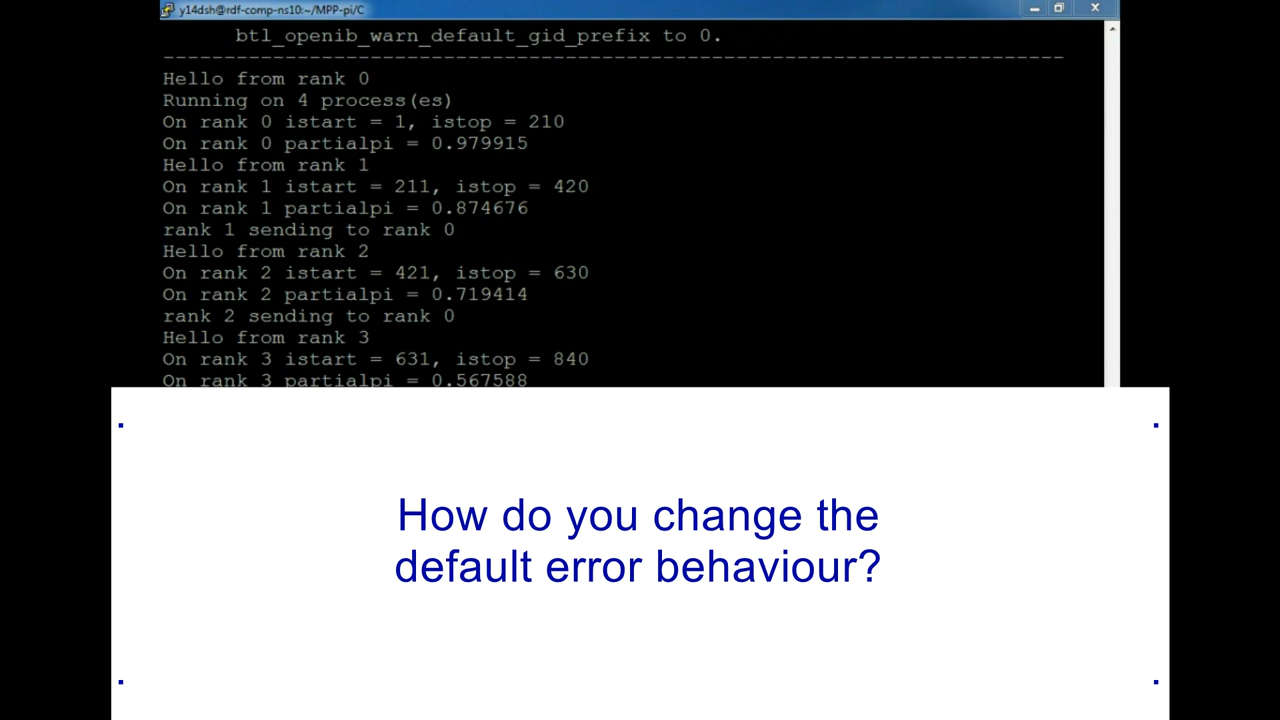 y14dsh@rdf-comp-ns10:~/MPP-pi/C
btl_openib_warn_default_gid_prefix to 0.
--------------------------------------------------------------------------
Hello from rank 0
Running on 4 process(es)
On rank 0 istart = 1, istop = 210
On rank 0 partialpi = 0.979915
Hello from rank 1
On rank 1 istart = 211, istop = 420
On rank 1 partialpi = 0.874676
rank 1 sending to rank 0
Hello from rank 2
On rank 2 istart = 421, istop = 630
On rank 2 partialpi = 0.719414
rank 2 sending to rank 0
Hello from rank 3
On rank 3 istart = 631, istop = 840
On rank 3 partialpi = 0.567588
How do you change the
default error behaviour?